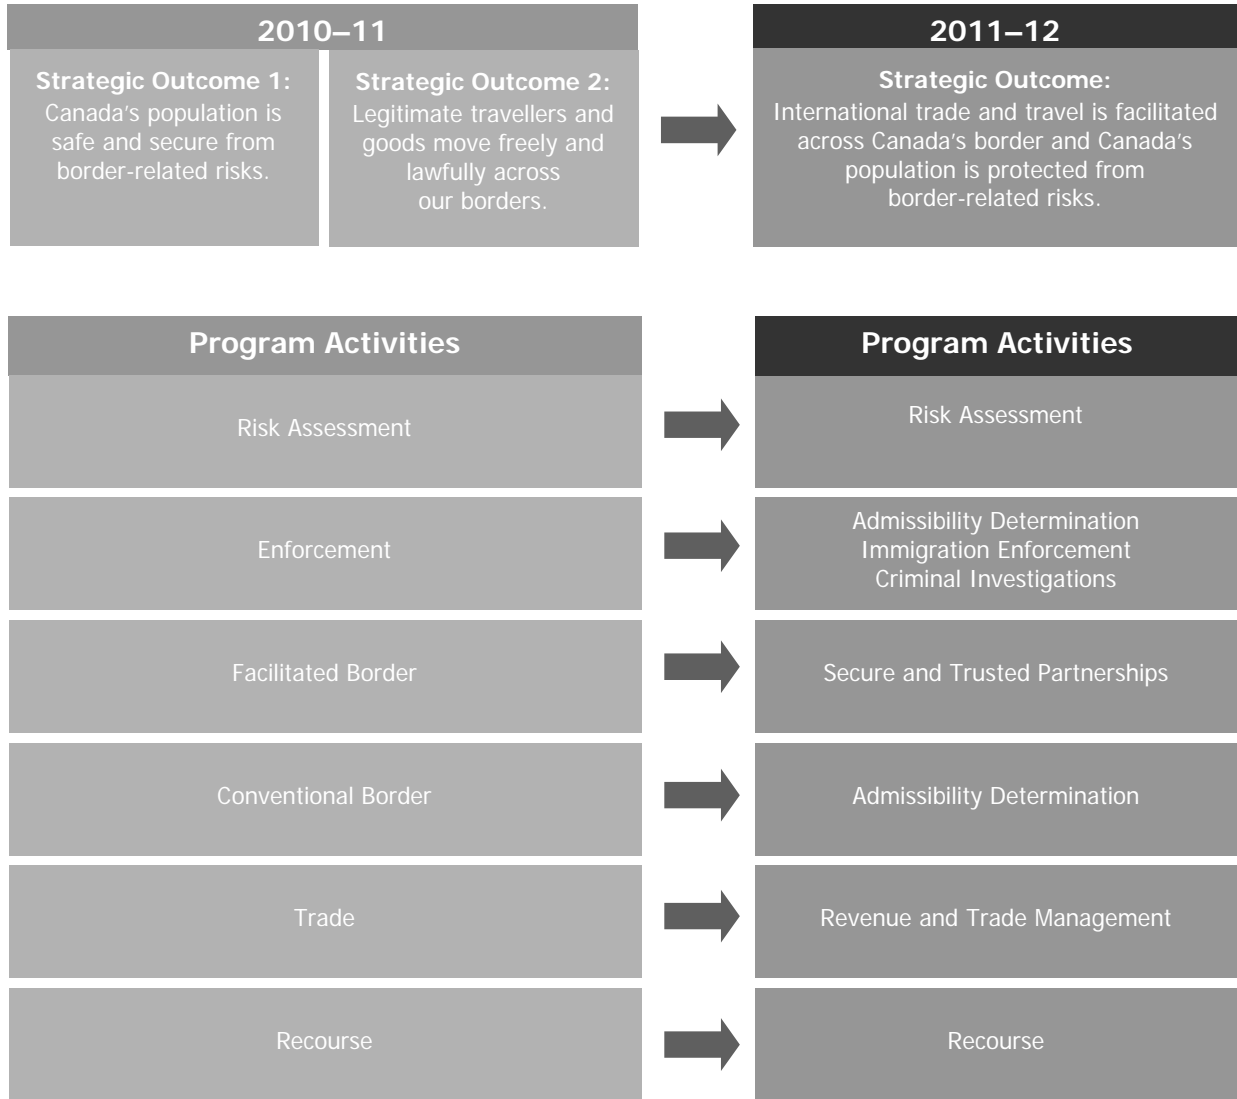 2010–11
Strategic Outcome 1:
Canada's population is
safe and secure from
border-related risks.
Strategic Outcome 2:
Legitimate travellers and
goods move freely and
lawfully across
our borders.
2011–12
Strategic Outcome:
International trade and travel is facilitated
across Canada's border and Canada's
population is protected from
border-related risks.
Program Activities
Program Activities
Risk Assessment
Risk Assessment
Enforcement
Admissibility Determination
Immigration Enforcement
Criminal Investigations
Facilitated Border
Secure and Trusted Partnerships
Conventional Border
Admissibility Determination
Trade
Revenue and Trade Management
Recourse
Recourse